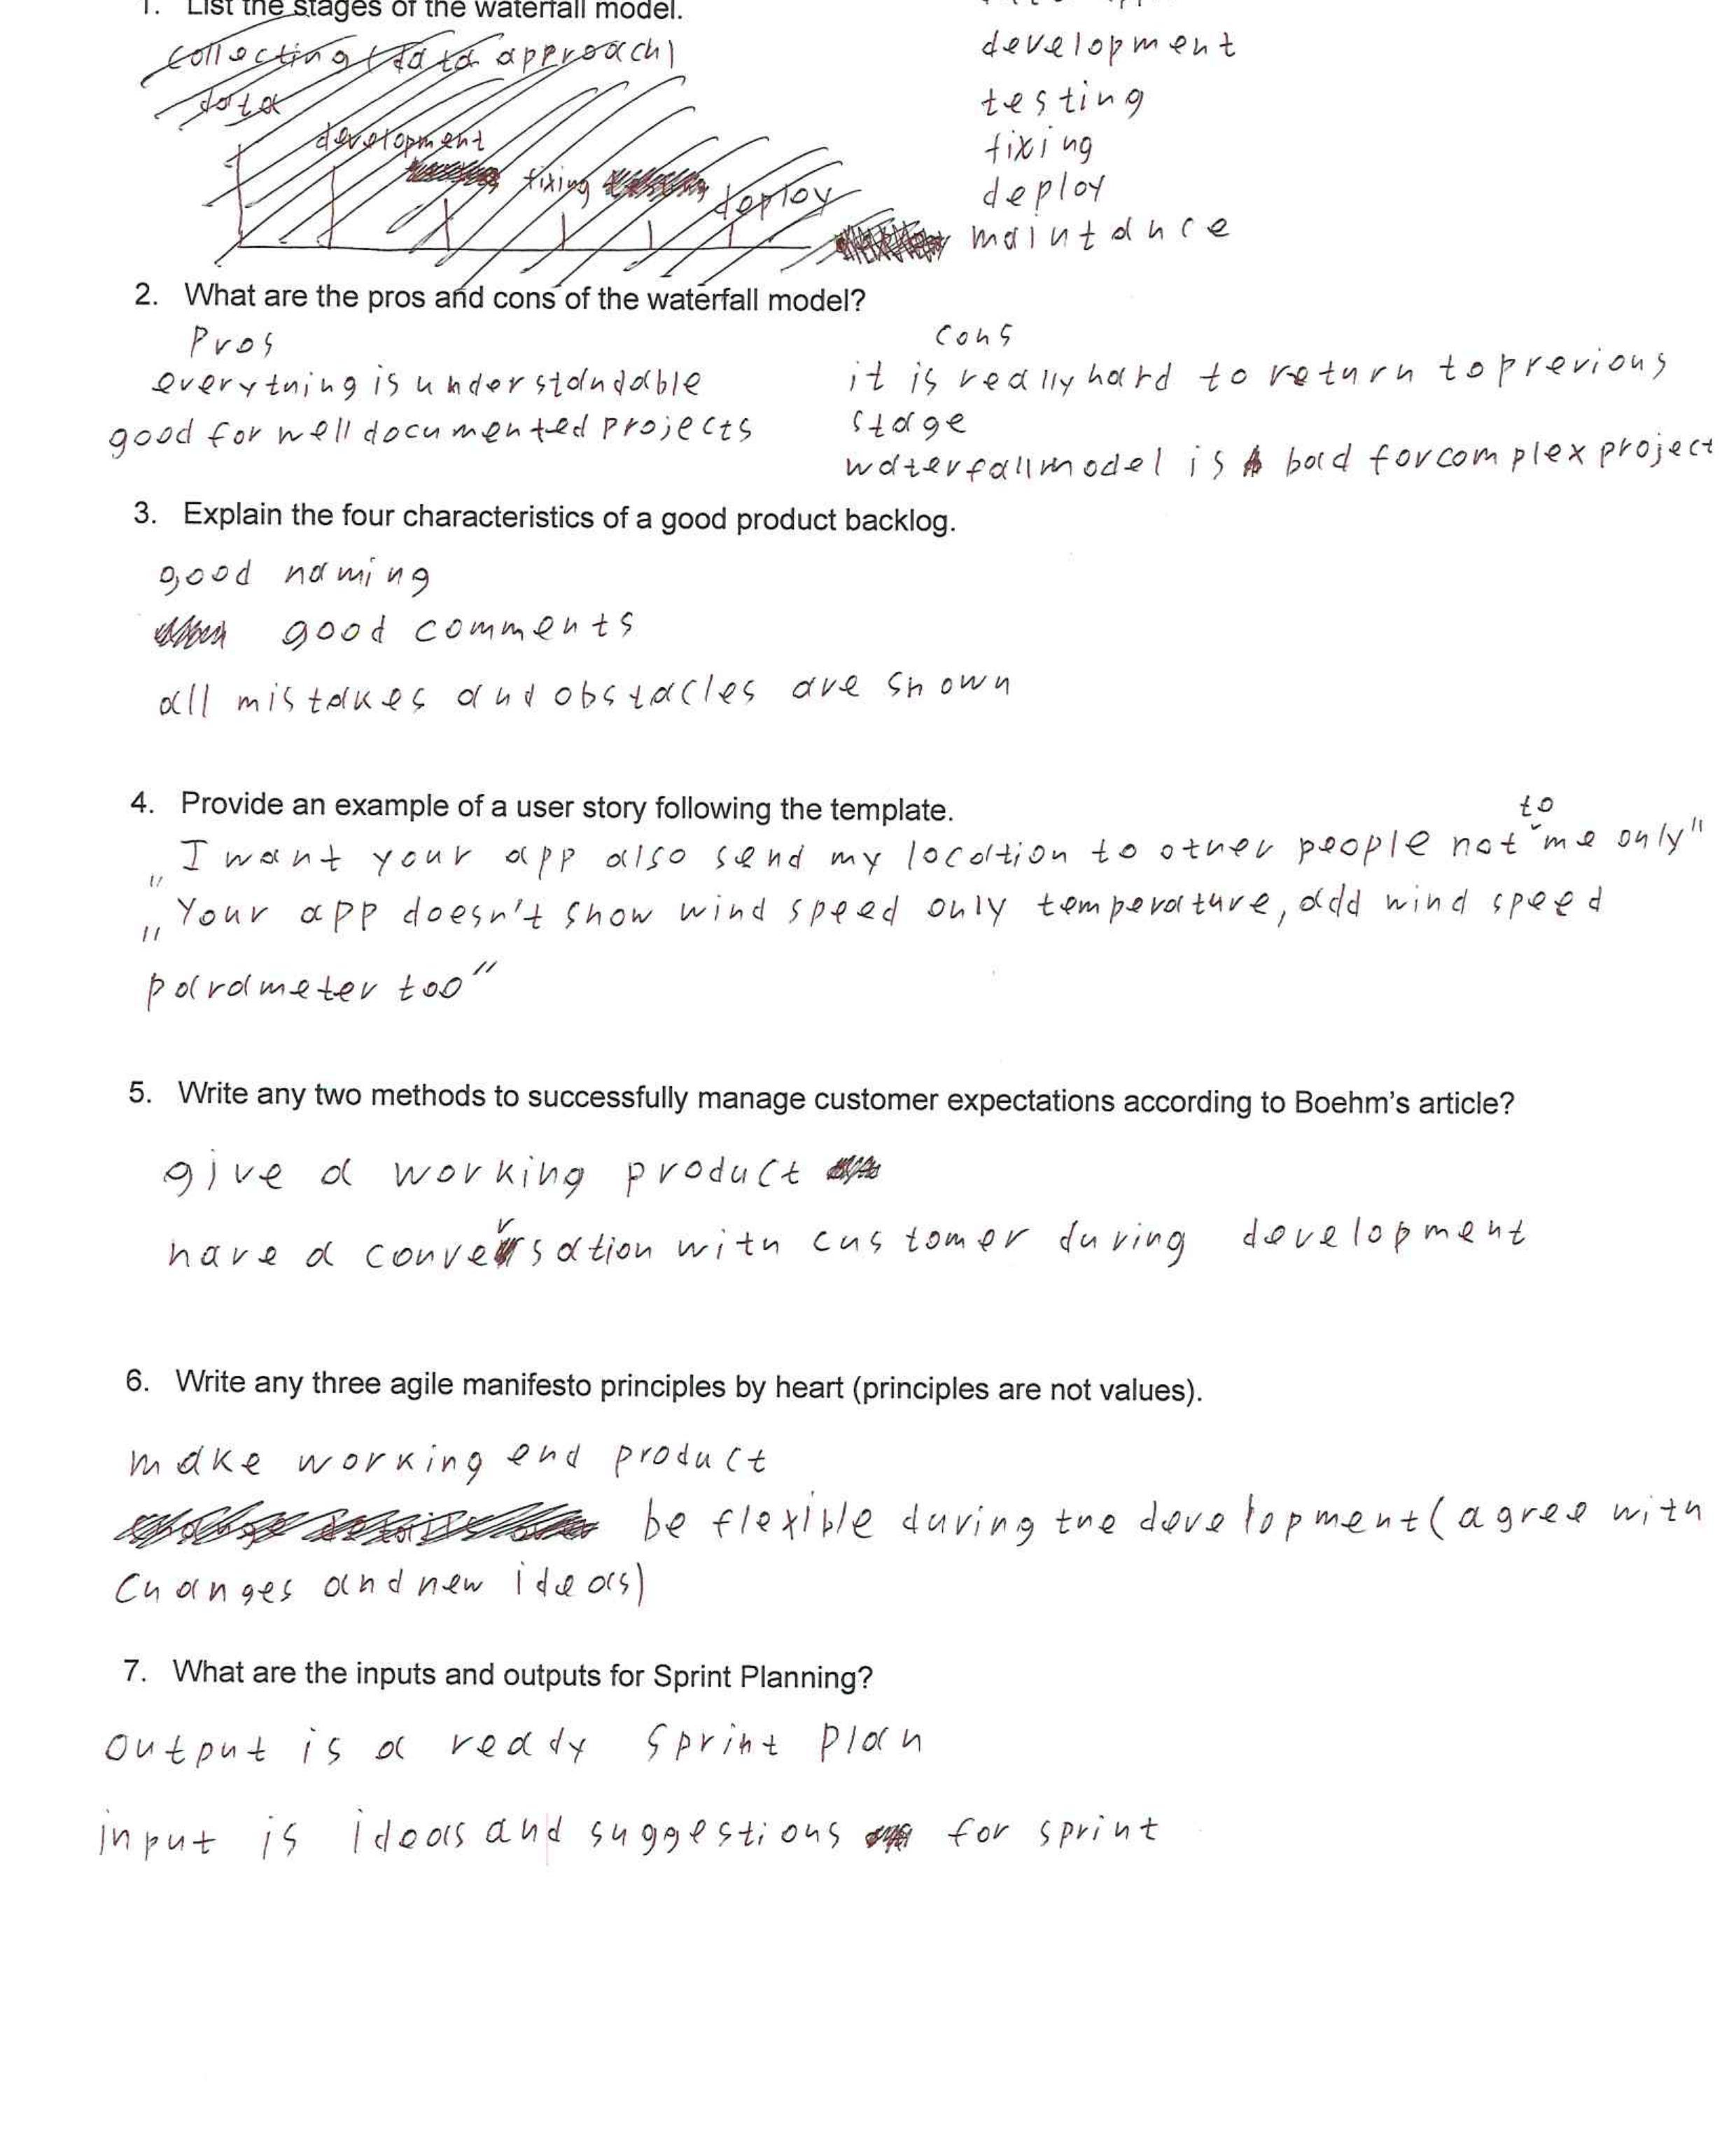 1. List the stages of the waterfall model.
collecting (data approach)
data
development
fixing
deploy
development
testing
fixing
deploy
maintance
2. What are the pros and cons of the waterfall model?
Pros
everything is understandable
good for well documented projects
cons
it is really hard to return to previous
stage
waterfall model is bad for complex project
3. Explain the four characteristics of a good product backlog.
good naming
good comments
all mistakes and obstacles are shown
4. Provide an example of a user story following the template.
„I want your app also send my location to other people not to me only"
„Your app doesn't show wind speed only temperature, add wind speed
parameter too"
5. Write any two methods to successfully manage customer expectations according to Boehm's article?
give a working product
have a conversation with customer during development
6. Write any three agile manifesto principles by heart (principles are not values).
make working end product
be flexible during the development (agree with
changes and new ideas)
7. What are the inputs and outputs for Sprint Planning?
output is a ready sprint plan
input is ideas and suggestions for sprint